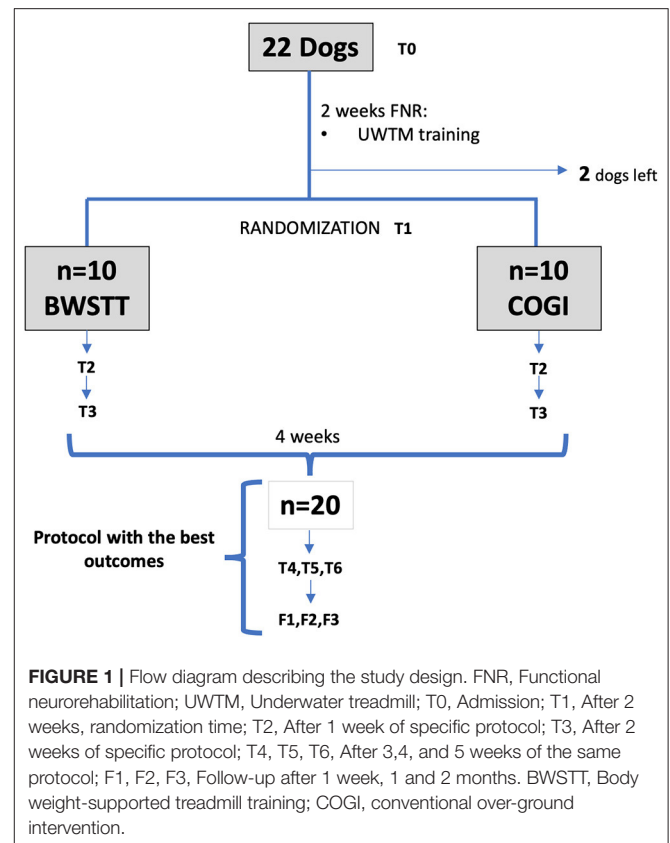 22 Dogs T0
2 weeks FNR:
• UWTM training
2 dogs left
RANDOMIZATION T1
n=10
BWSTT
n=10
COGI
T2
T3
T2
T3
4 weeks
n=20
Protocol with the best
outcomes
T4,T5,T6
F1,F2,F3
FIGURE 1 | Flow diagram describing the study design. FNR, Functional
neurorehabilitation; UWTM, Underwater treadmill; T0, Admission; T1, After 2
weeks, randomization time; T2, After 1 week of specific protocol; T3, After 2
weeks of specific protocol; T4, T5, T6, After 3,4, and 5 weeks of the same
protocol; F1, F2, F3, Follow-up after 1 week, 1 and 2 months. BWSTT, Body
weight-supported treadmill training; COGI, conventional over-ground
intervention.